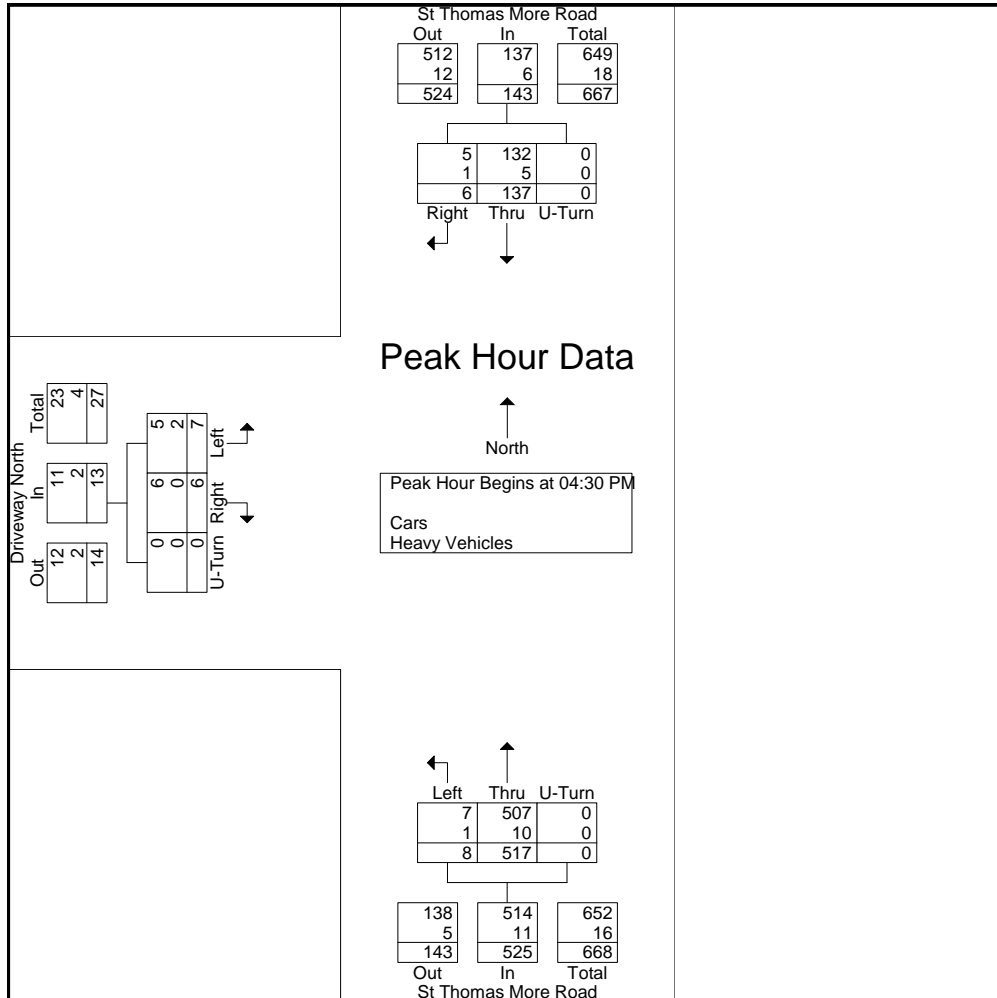 St Thomas More Road
Out In Total
512 137 649
12 6 18
524 143 667
5 132 0
1 5 0
6 137 0
Right Thru U-Turn
Peak Hour Data
North
Peak Hour Begins at 04:30 PM
Cars
Heavy Vehicles
Driveway North
Out In Total
12 11 23
2 2 4
14 13 27
0 6 5
0 0 2
0 6 7
U-Turn Right Left
Left Thru U-Turn
7 507 0
1 10 0
8 517 0
138 514 652
5 11 16
143 525 668
Out In Total
St Thomas More Road